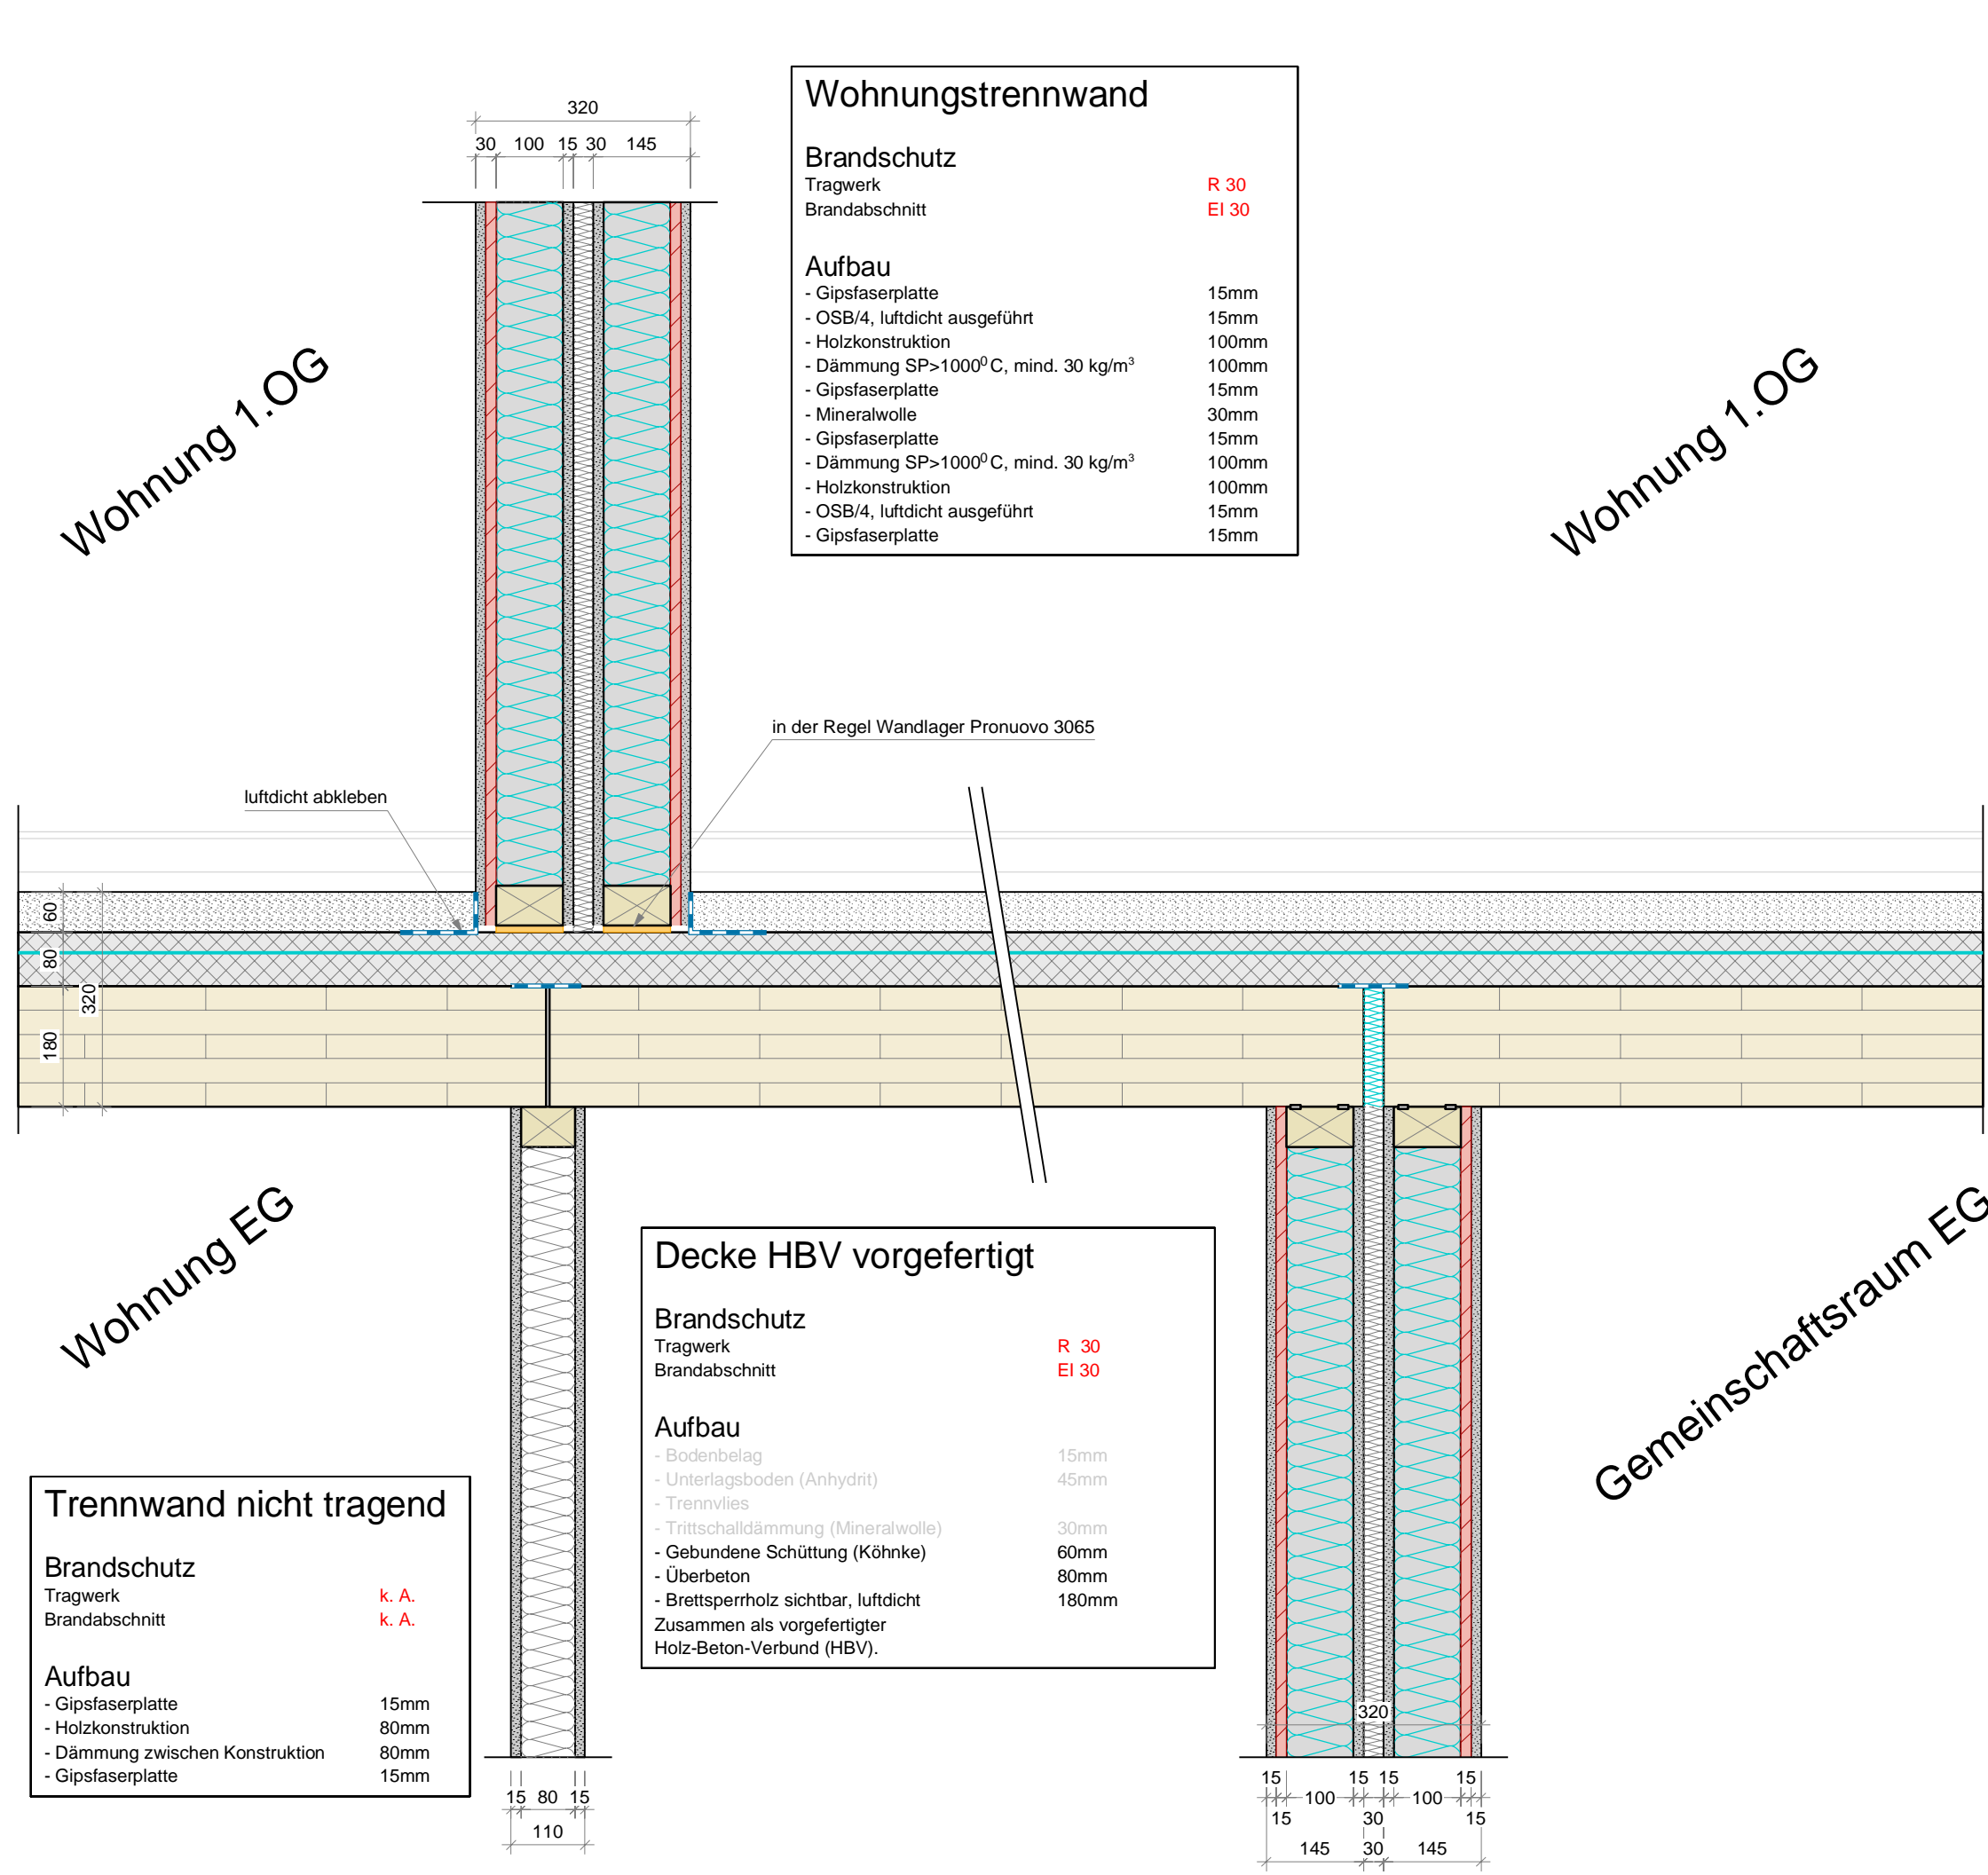 320
30 100 15 30 145
Wohnungstrennwand
Brandschutz
Tragwerk R 30
Brandabschnitt EI 30
Aufbau
- Gipsfaserplatte 15mm
- OSB/4, luftdicht ausgeführt 15mm
- Holzkonstruktion 100mm
- Dämmung SP>1000⁰ C, mind. 30 kg/m³ 100mm
- Gipsfaserplatte 15mm
- Mineralwolle 30mm
- Gipsfaserplatte 15mm
- Dämmung SP>1000⁰ C, mind. 30 kg/m³ 100mm
- Holzkonstruktion 100mm
- OSB/4, luftdicht ausgeführt 15mm
- Gipsfaserplatte 15mm
Wohnung 1.OG
Wohnung 1.OG
in der Regel Wandlager Pronuovo 3065
luftdicht abkleben
60
80
320
180
Wohnung EG
Gemeinschaftsraum EG
Decke HBV vorgefertigt
Brandschutz
Tragwerk R 30
Brandabschnitt EI 30
Aufbau
- Bodenbelag 15mm
- Unterlagsboden (Anhydrit) 45mm
- Trennvlies
- Trittschalldämmung (Mineralwolle) 30mm
- Gebundene Schüttung (Köhnke) 60mm
- Überbeton 80mm
- Brettsperrholz sichtbar, luftdicht 180mm
Zusammen als vorgefertigter
Holz-Beton-Verbund (HBV).
Trennwand nicht tragend
Brandschutz
Tragwerk k. A.
Brandabschnitt k. A.
Aufbau
- Gipsfaserplatte 15mm
- Holzkonstruktion 80mm
- Dämmung zwischen Konstruktion 80mm
- Gipsfaserplatte 15mm
15 80 15
110
320
15 15 15 15
100 100
15 30 15
145 30 145